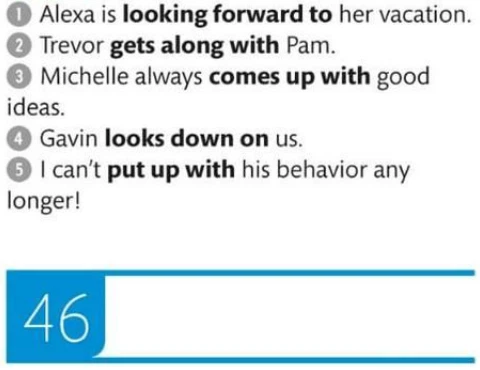 1 Alexa is looking forward to her vacation.
2 Trevor gets along with Pam.
3 Michelle always comes up with good
ideas.
4 Gavin looks down on us.
5 I can't put up with his behavior any
longer!
46